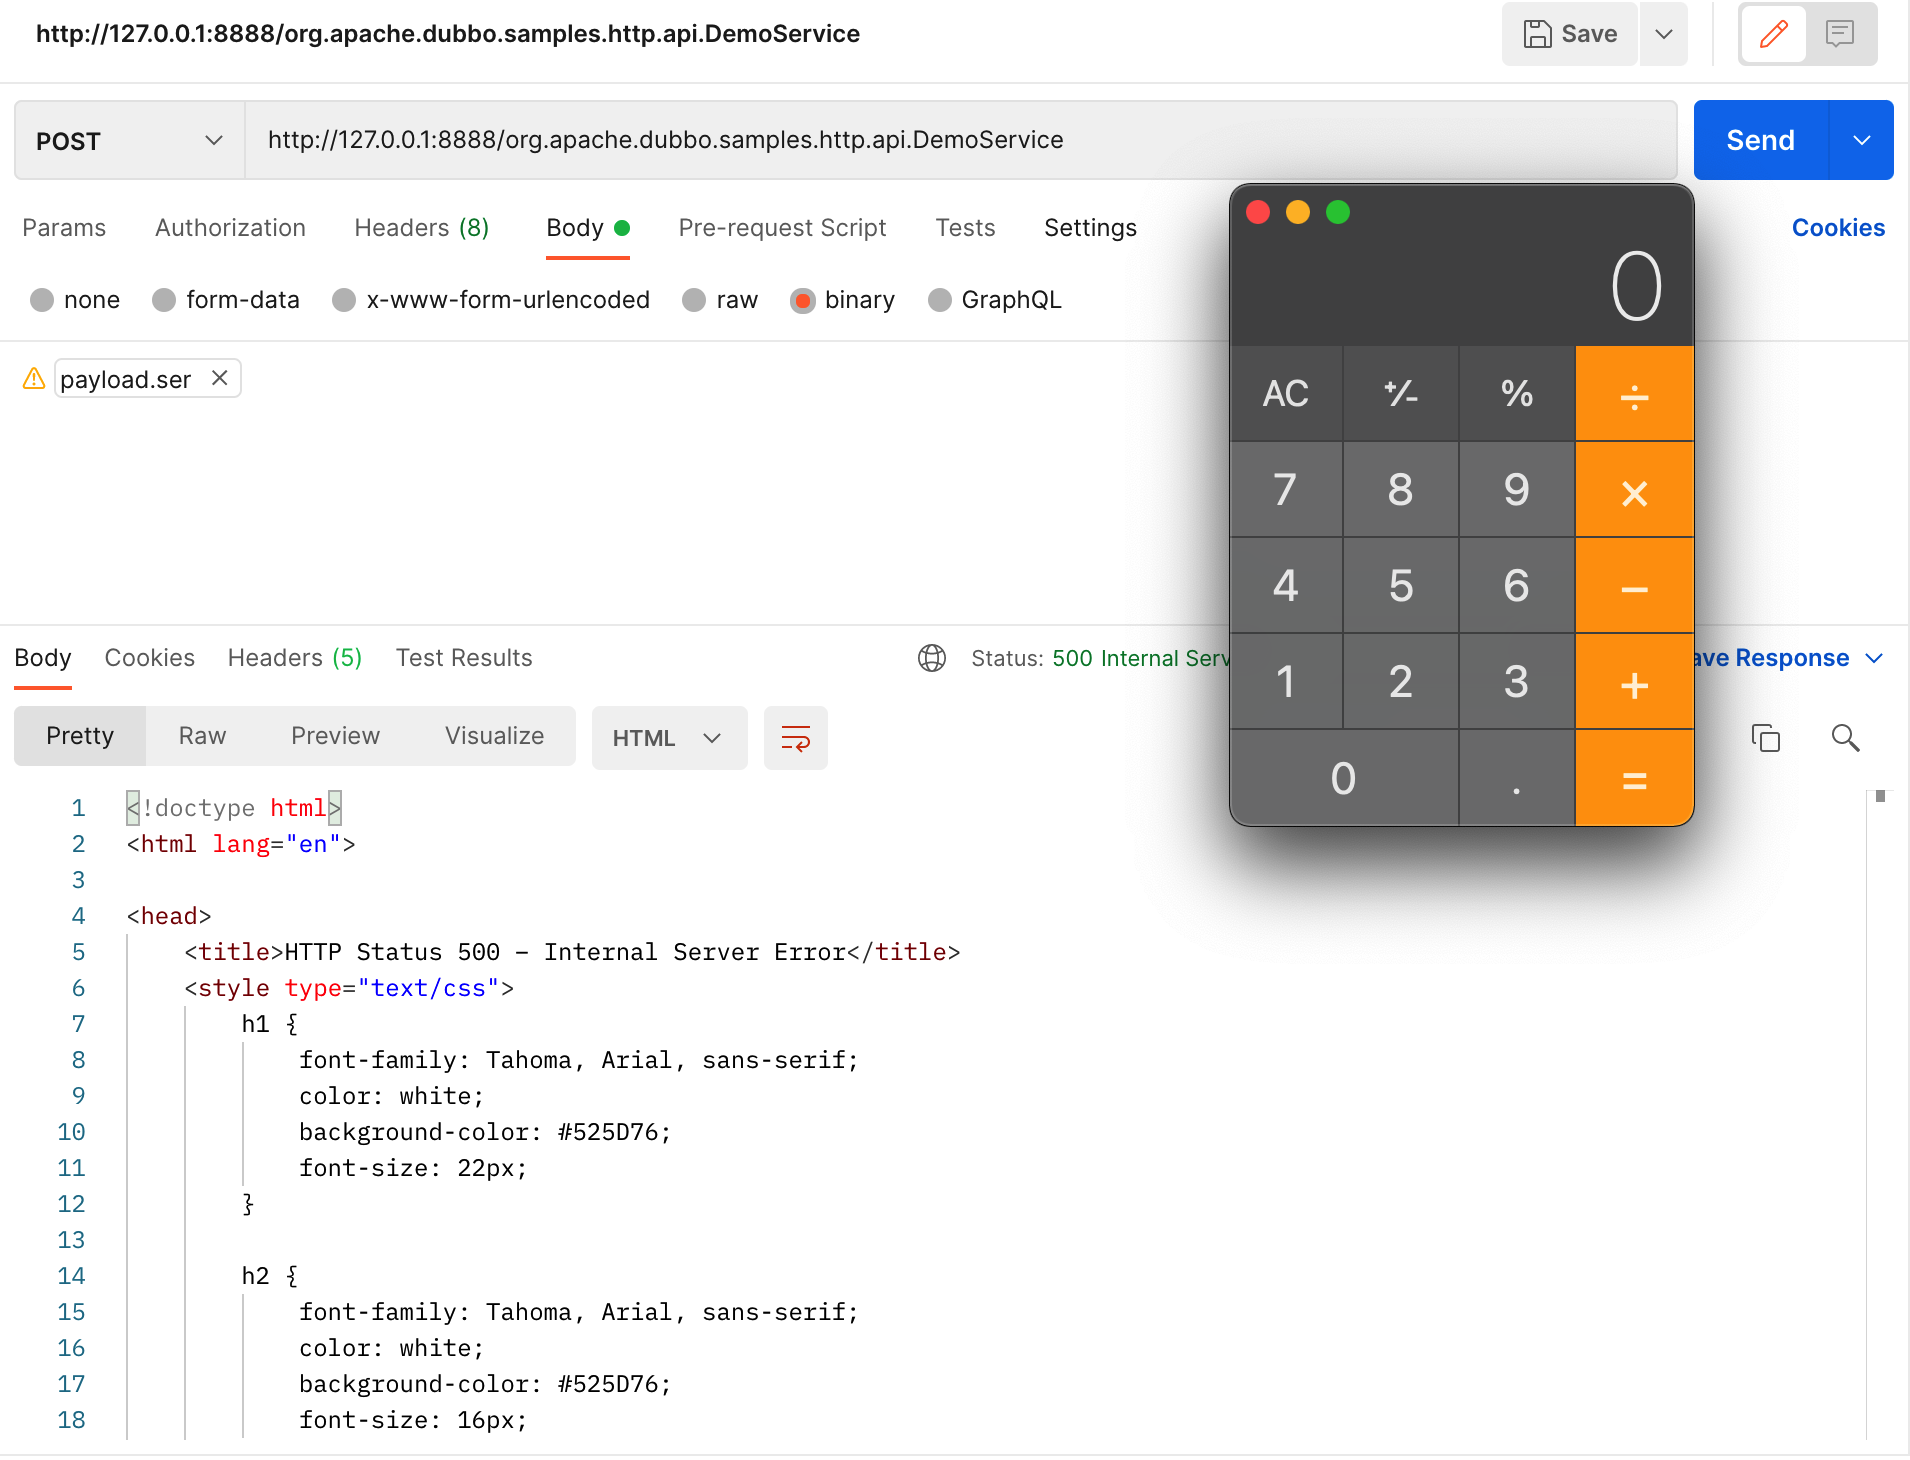 http://127.0.0.1:8888/org.apache.dubbo.samples.http.api.DemoService
Save
POST
http://127.0.0.1:8888/org.apache.dubbo.samples.http.api.DemoService
Send
Params Authorization Headers (8) Body Pre-request Script Tests Settings Cookies
none form-data x-www-form-urlencoded raw binary GraphQL
payload.ser
0
AC +/- % ÷
7 8 9 ×
4 5 6 −
1 2 3 +
0 . =
Body Cookies Headers (5) Test Results Status: 500 Internal Serv ave Response
Pretty Raw Preview Visualize HTML
1 <!doctype html>
2 <html lang="en">
3
4 <head>
5 <title>HTTP Status 500 – Internal Server Error</title>
6 <style type="text/css">
7 h1 {
8 font-family: Tahoma, Arial, sans-serif;
9 color: white;
10 background-color: #525D76;
11 font-size: 22px;
12 }
13
14 h2 {
15 font-family: Tahoma, Arial, sans-serif;
16 color: white;
17 background-color: #525D76;
18 font-size: 16px;